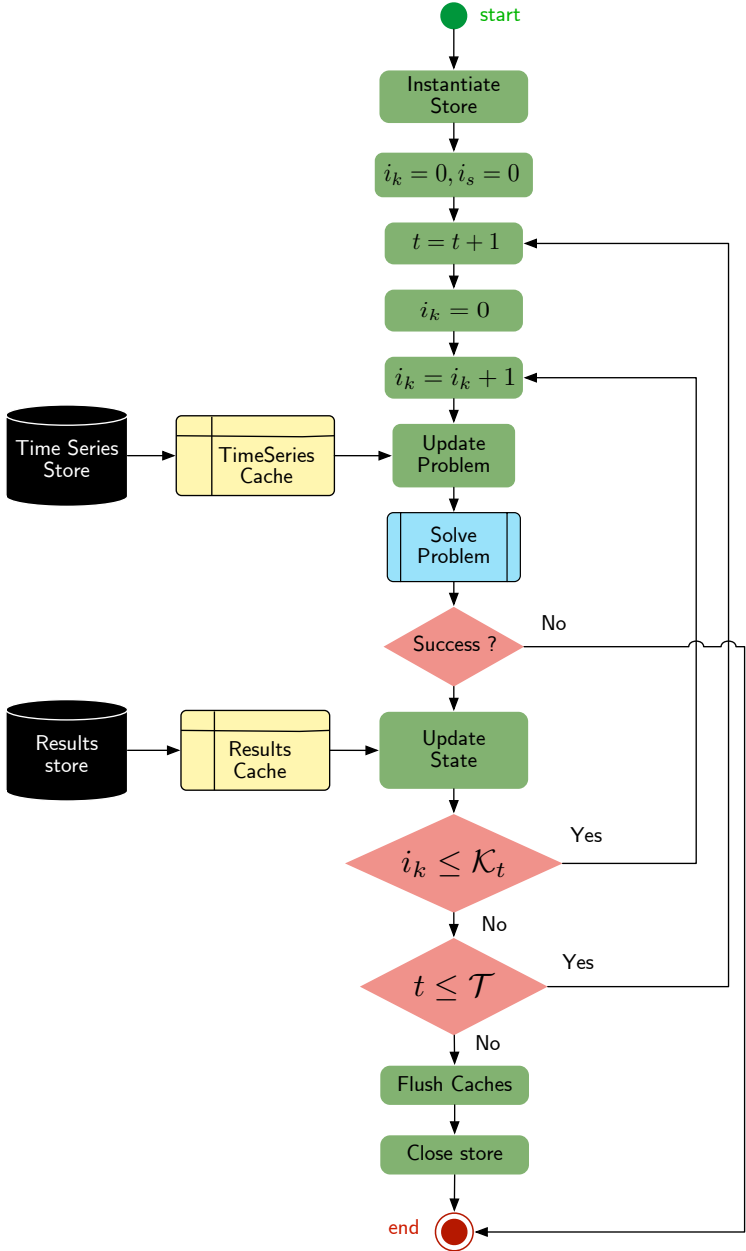 start
Instantiate
Store
i_k = 0, i_s = 0
t = t + 1
i_k = 0
i_k = i_k + 1
Time Series
Store
TimeSeries
Cache
Update
Problem
Solve
Problem
No
Success ?
Results
store
Results
Cache
Update
State
Yes
i_k ≤ 𝒦_t
No
Yes
t ≤ 𝒯
No
Flush Caches
Close store
end